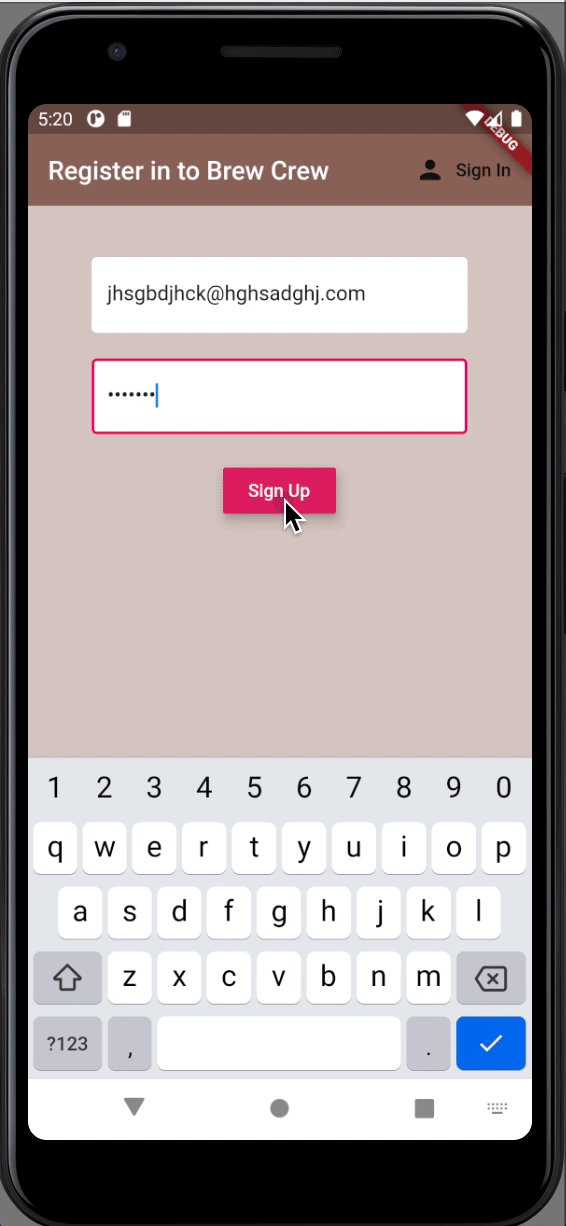 5:20
DEBUG
Register in to Brew Crew
Sign In
jhsgbdjhck@hghsadghj.com
•••••••
Sign Up
1 2 3 4 5 6 7 8 9 0
q w e r t y u i o p
a s d f g h j k l
z x c v b n m
?123 , .